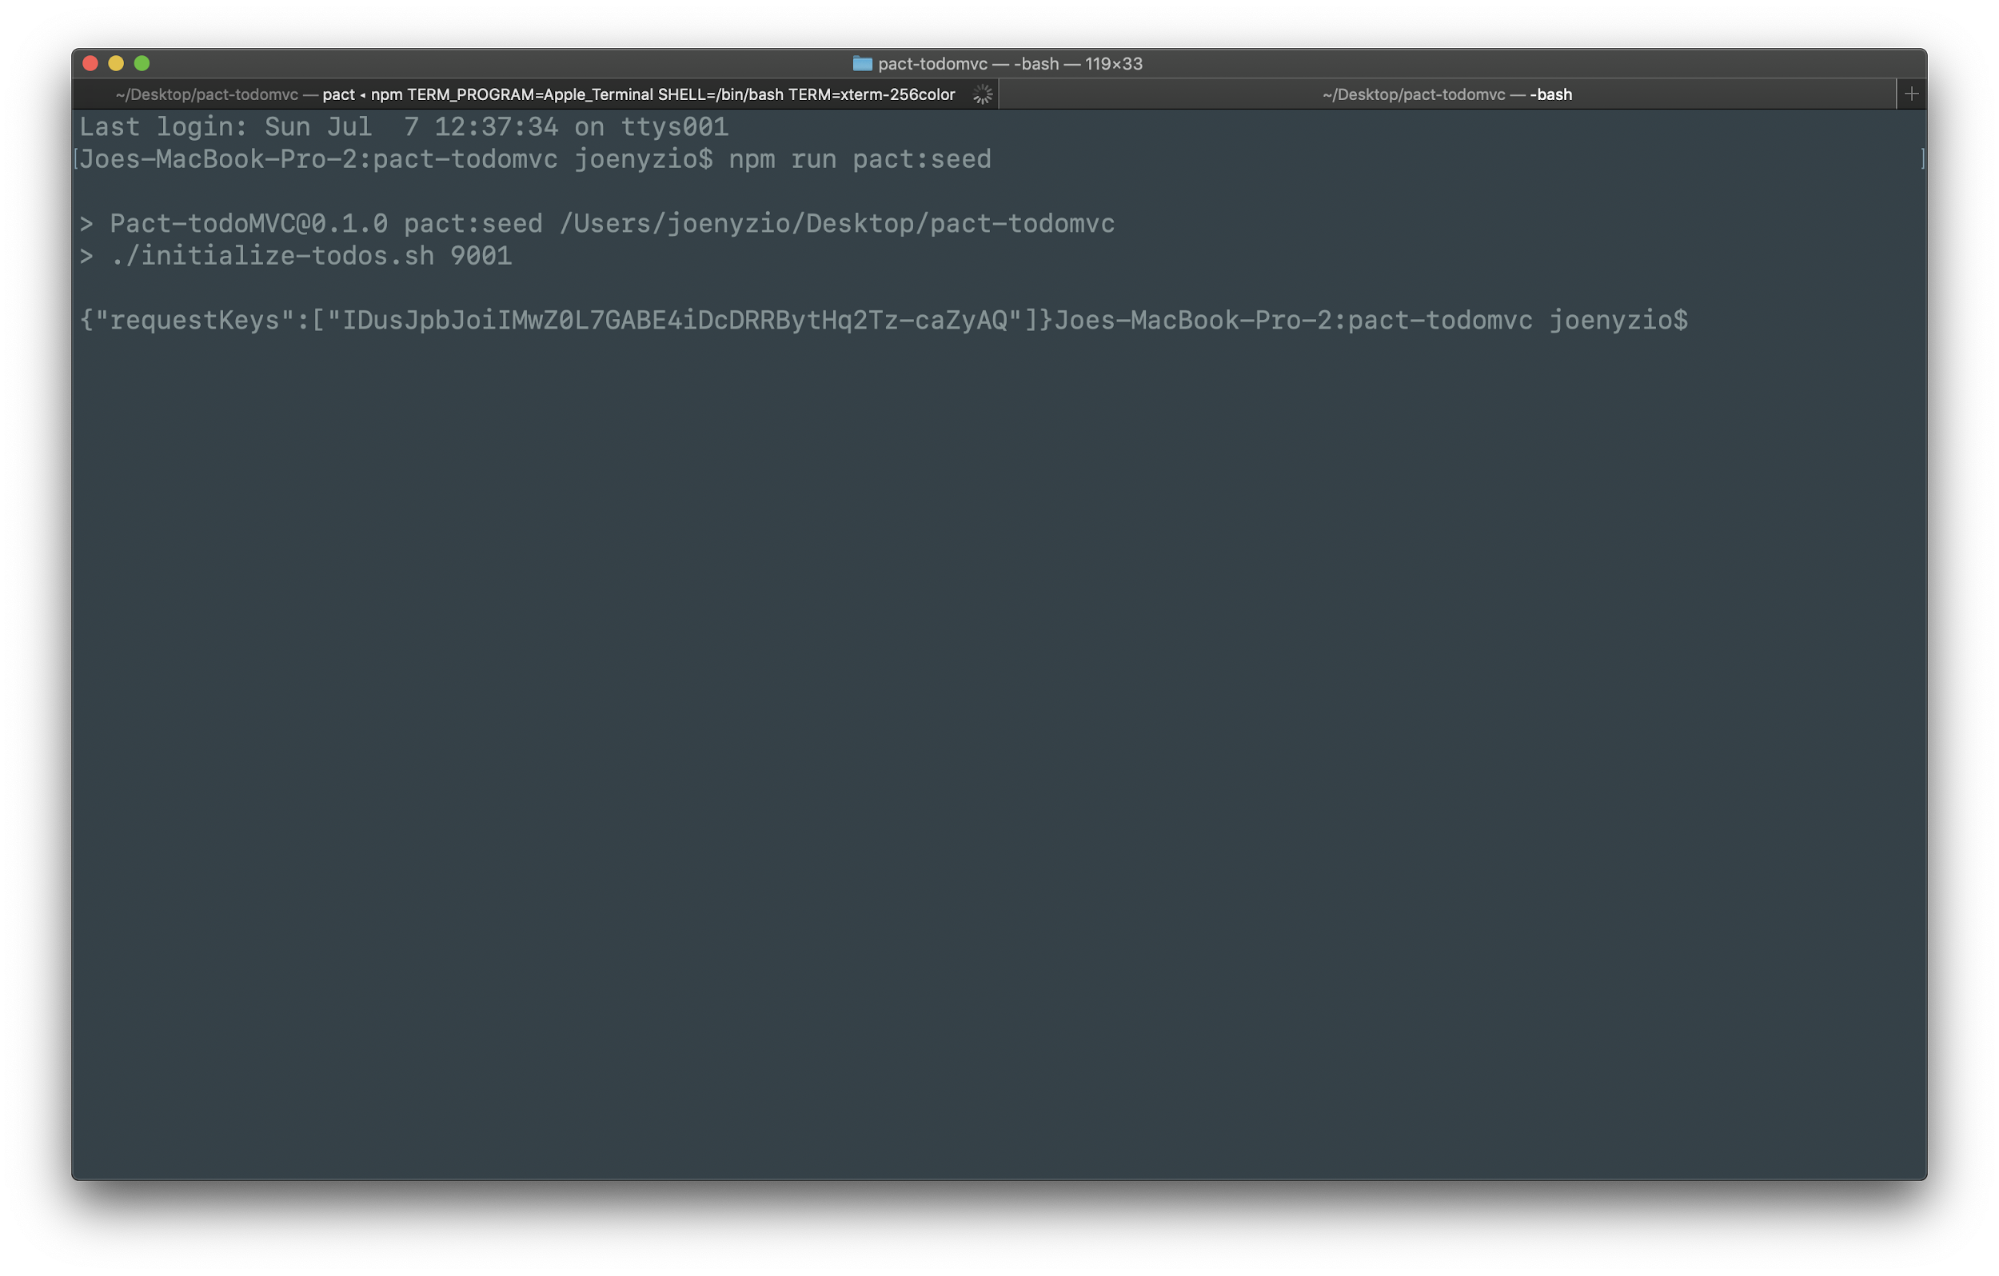 pact-todomvc — -bash — 119×33
~/Desktop/pact-todomvc — pact ◂ npm TERM_PROGRAM=Apple_Terminal SHELL=/bin/bash TERM=xterm-256color
~/Desktop/pact-todomvc — -bash
+
Last login: Sun Jul  7 12:37:34 on ttys001
[Joes-MacBook-Pro-2:pact-todomvc joenyzio$ npm run pact:seed ]
> Pact-todoMVC@0.1.0 pact:seed /Users/joenyzio/Desktop/pact-todomvc
> ./initialize-todos.sh 9001
{"requestKeys":["IDusJpbJoiIMwZ0L7GABE4iDcDRRBytHq2Tz-caZyAQ"]}Joes-MacBook-Pro-2:pact-todomvc joenyzio$